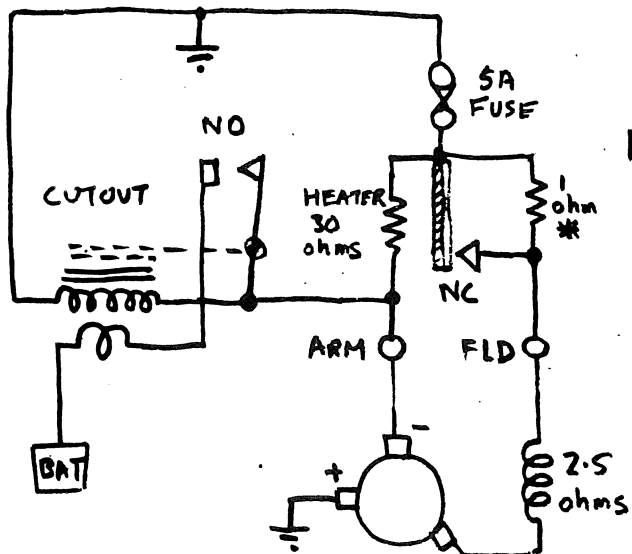 5A
FUSE
NO
CUTOUT
HEATER
30
ohms
1
ohm
*
NC
ARM
FLD
-
+
BAT
2.5
ohms